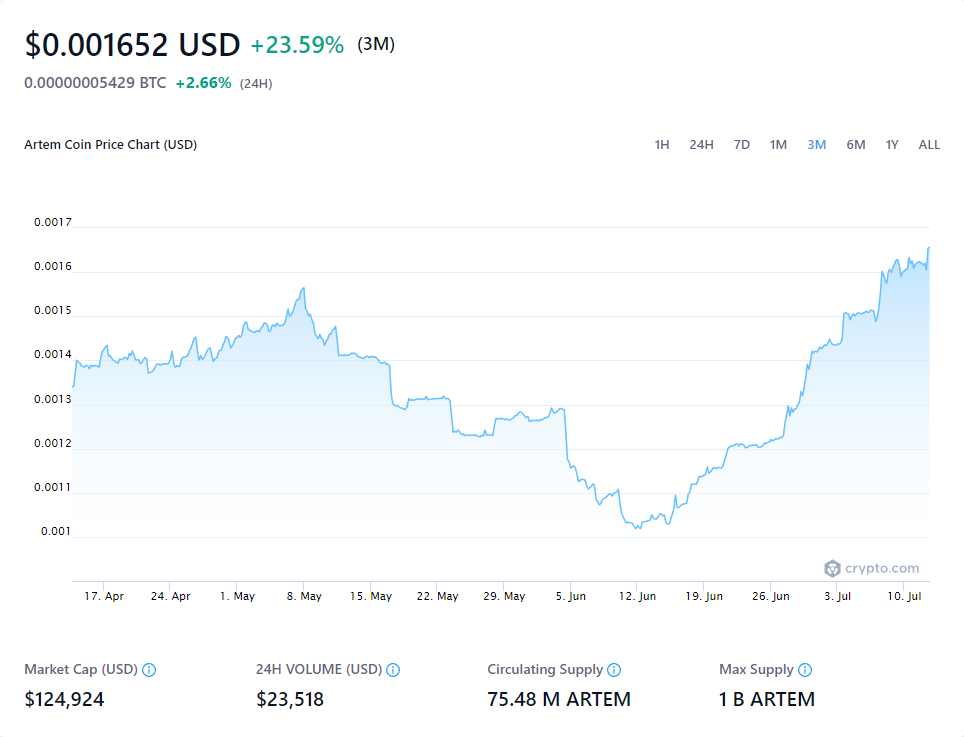 $0.001652 USD +23.59% (3M)
0.00000005429 BTC +2.66% (24H)
Artem Coin Price Chart (USD) 1H 24H 7D 1M 3M 6M 1Y ALL
0.0017
0.0016
0.0015
0.0014
0.0013
0.0012
0.0011
0.001
crypto.com
17. Apr 24. Apr 1. May 8. May 15. May 22. May 29. May 5. Jun 12. Jun 19. Jun 26. Jun 3. Jul 10. Jul
Market Cap (USD) 24H VOLUME (USD) Circulating Supply Max Supply
$124,924 $23,518 75.48 M ARTEM 1 B ARTEM